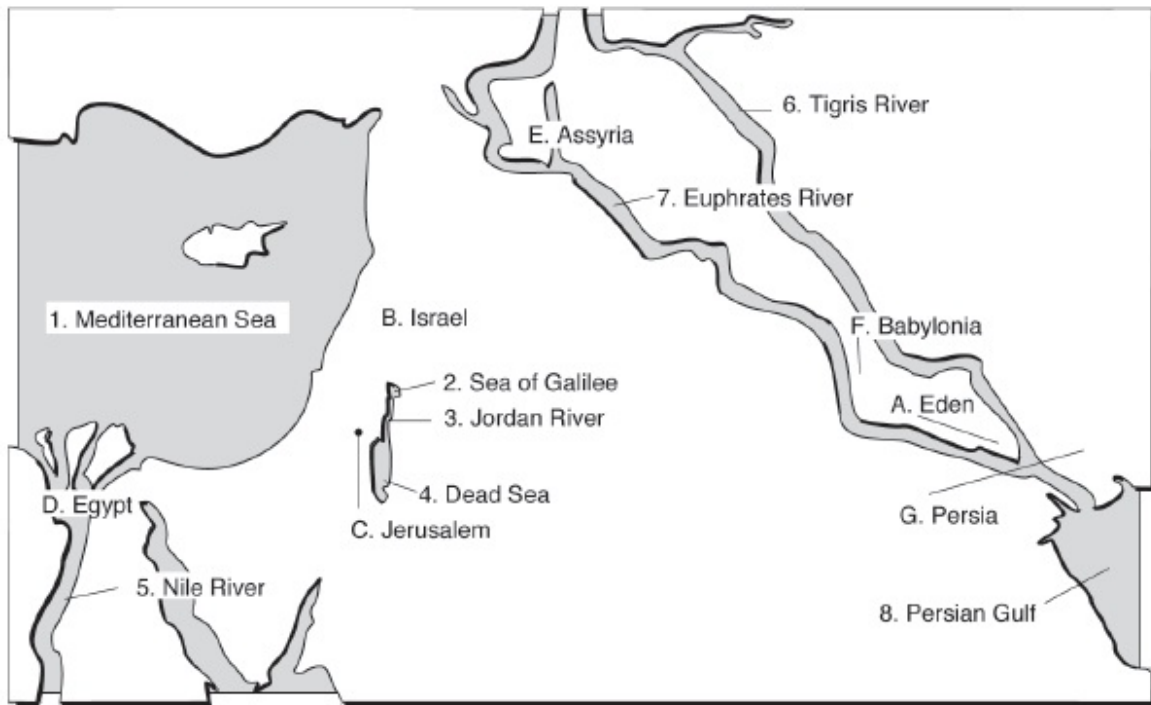 6. Tigris River
E. Assyria
7. Euphrates River
1. Mediterranean Sea
B. Israel
F. Babylonia
2. Sea of Galilee
A. Eden
3. Jordan River
4. Dead Sea
D. Egypt
G. Persia
C. Jerusalem
5. Nile River
8. Persian Gulf